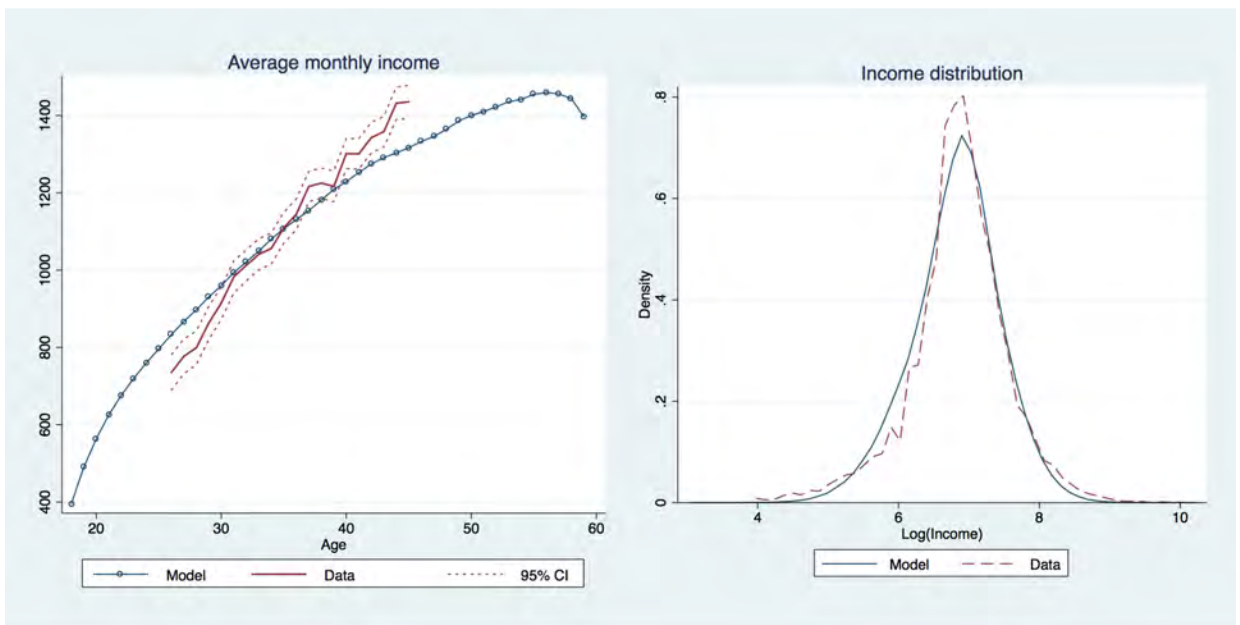 Average monthly income
1400
1200
1000
800
600
400
20 30 40 50 60
Age
Model Data 95% CI
Income distribution
.8
.6
.4
.2
0
Density
4 6 8 10
Log(Income)
Model Data